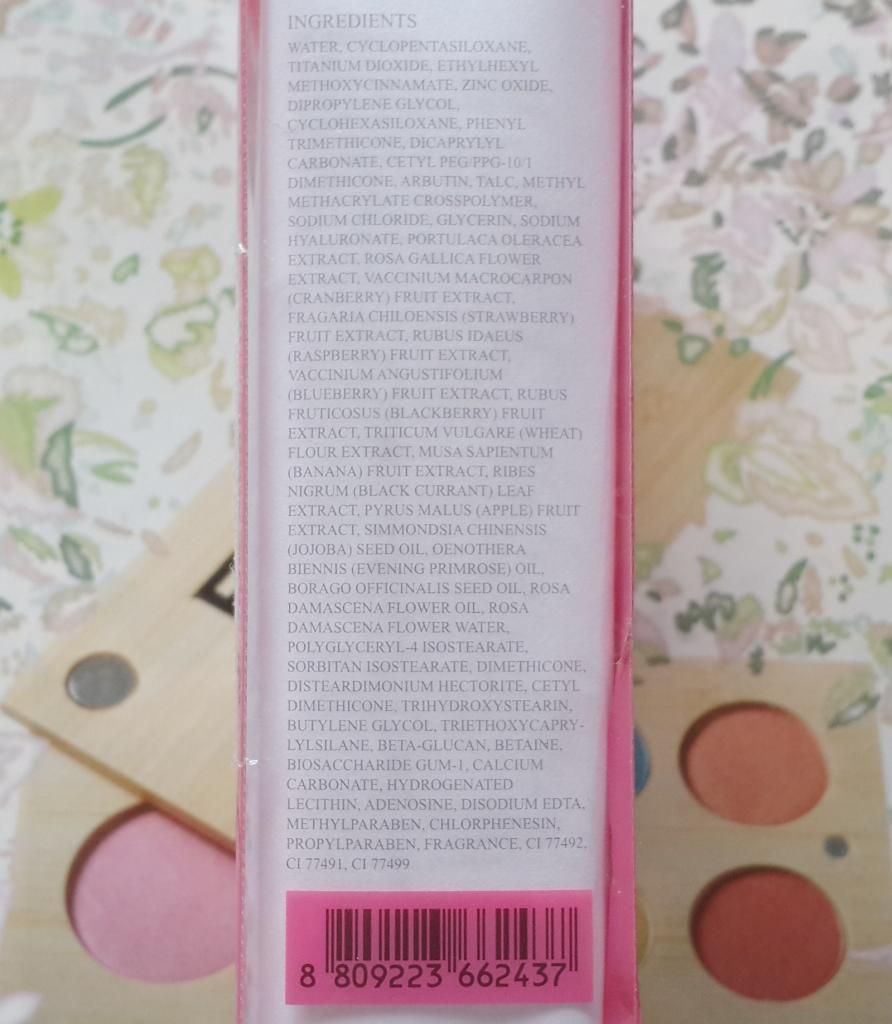 INGREDIENTS
WATER, CYCLOPENTASILOXANE,
TITANIUM DIOXIDE, ETHYLHEXYL
METHOXYCINNAMATE, ZINC OXIDE,
DIPROPYLENE GLYCOL,
CYCLOHEXASILOXANE, PHENYL
TRIMETHICONE, DICAPRYLYL
CARBONATE, CETYL PEG/PPG-10/1
DIMETHICONE, ARBUTIN, TALC, METHYL
METHACRYLATE CROSSPOLYMER,
SODIUM CHLORIDE, GLYCERIN, SODIUM
HYALURONATE, PORTULACA OLERACEA
EXTRACT, ROSA GALLICA FLOWER
EXTRACT, VACCINIUM MACROCARPON
(CRANBERRY) FRUIT EXTRACT,
FRAGARIA CHILOENSIS (STRAWBERRY)
FRUIT EXTRACT, RUBUS IDAEUS
(RASPBERRY) FRUIT EXTRACT,
VACCINIUM ANGUSTIFOLIUM
(BLUEBERRY) FRUIT EXTRACT, RUBUS
FRUTICOSUS (BLACKBERRY) FRUIT
EXTRACT, TRITICUM VULGARE (WHEAT)
FLOUR EXTRACT, MUSA SAPIENTUM
(BANANA) FRUIT EXTRACT, RIBES
NIGRUM (BLACK CURRANT) LEAF
EXTRACT, PYRUS MALUS (APPLE) FRUIT
EXTRACT, SIMMONDSIA CHINENSIS
(JOJOBA) SEED OIL, OENOTHERA
BIENNIS (EVENING PRIMROSE) OIL,
BORAGO OFFICINALIS SEED OIL, ROSA
DAMASCENA FLOWER OIL, ROSA
DAMASCENA FLOWER WATER,
POLYGLYCERYL-4 ISOSTEARATE,
SORBITAN ISOSTEARATE, DIMETHICONE,
DISTEARDIMONIUM HECTORITE, CETYL
DIMETHICONE, TRIHYDROXYSTEARIN,
BUTYLENE GLYCOL, TRIETHOXYCAPRY-
LYLSILANE, BETA-GLUCAN, BETAINE,
BIOSACCHARIDE GUM-1, CALCIUM
CARBONATE, HYDROGENATED
LECITHIN, ADENOSINE, DISODIUM EDTA,
METHYLPARABEN, CHLORPHENESIN,
PROPYLPARABEN, FRAGRANCE, CI 77492,
CI 77491, CI 77499
8 809223 662437